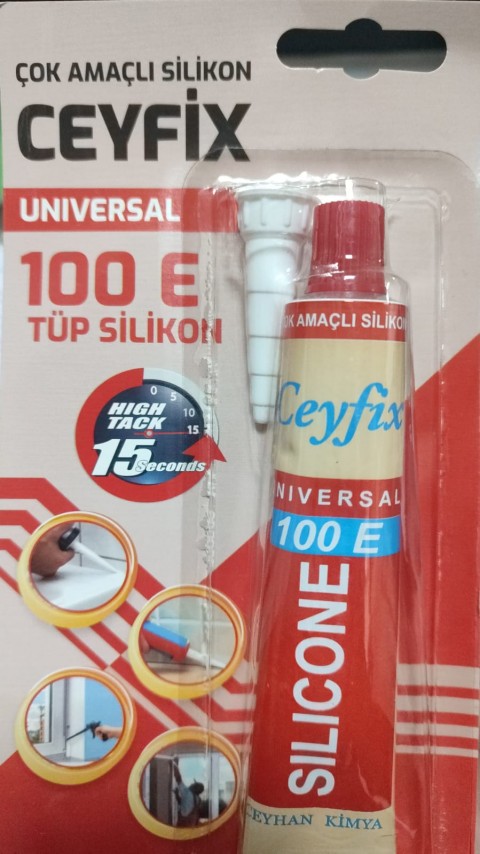 ÇOK AMAÇLI SİLİKON
CEYFİX
UNIVERSAL
100 E
TÜP SİLİKON
0
5
10
15
HIGH
TACK
15 Seconds
ÇOK AMAÇLI SİLİKON
Ceyfix
UNIVERSAL
100 E
SILICONE
CEYHAN KİMYA